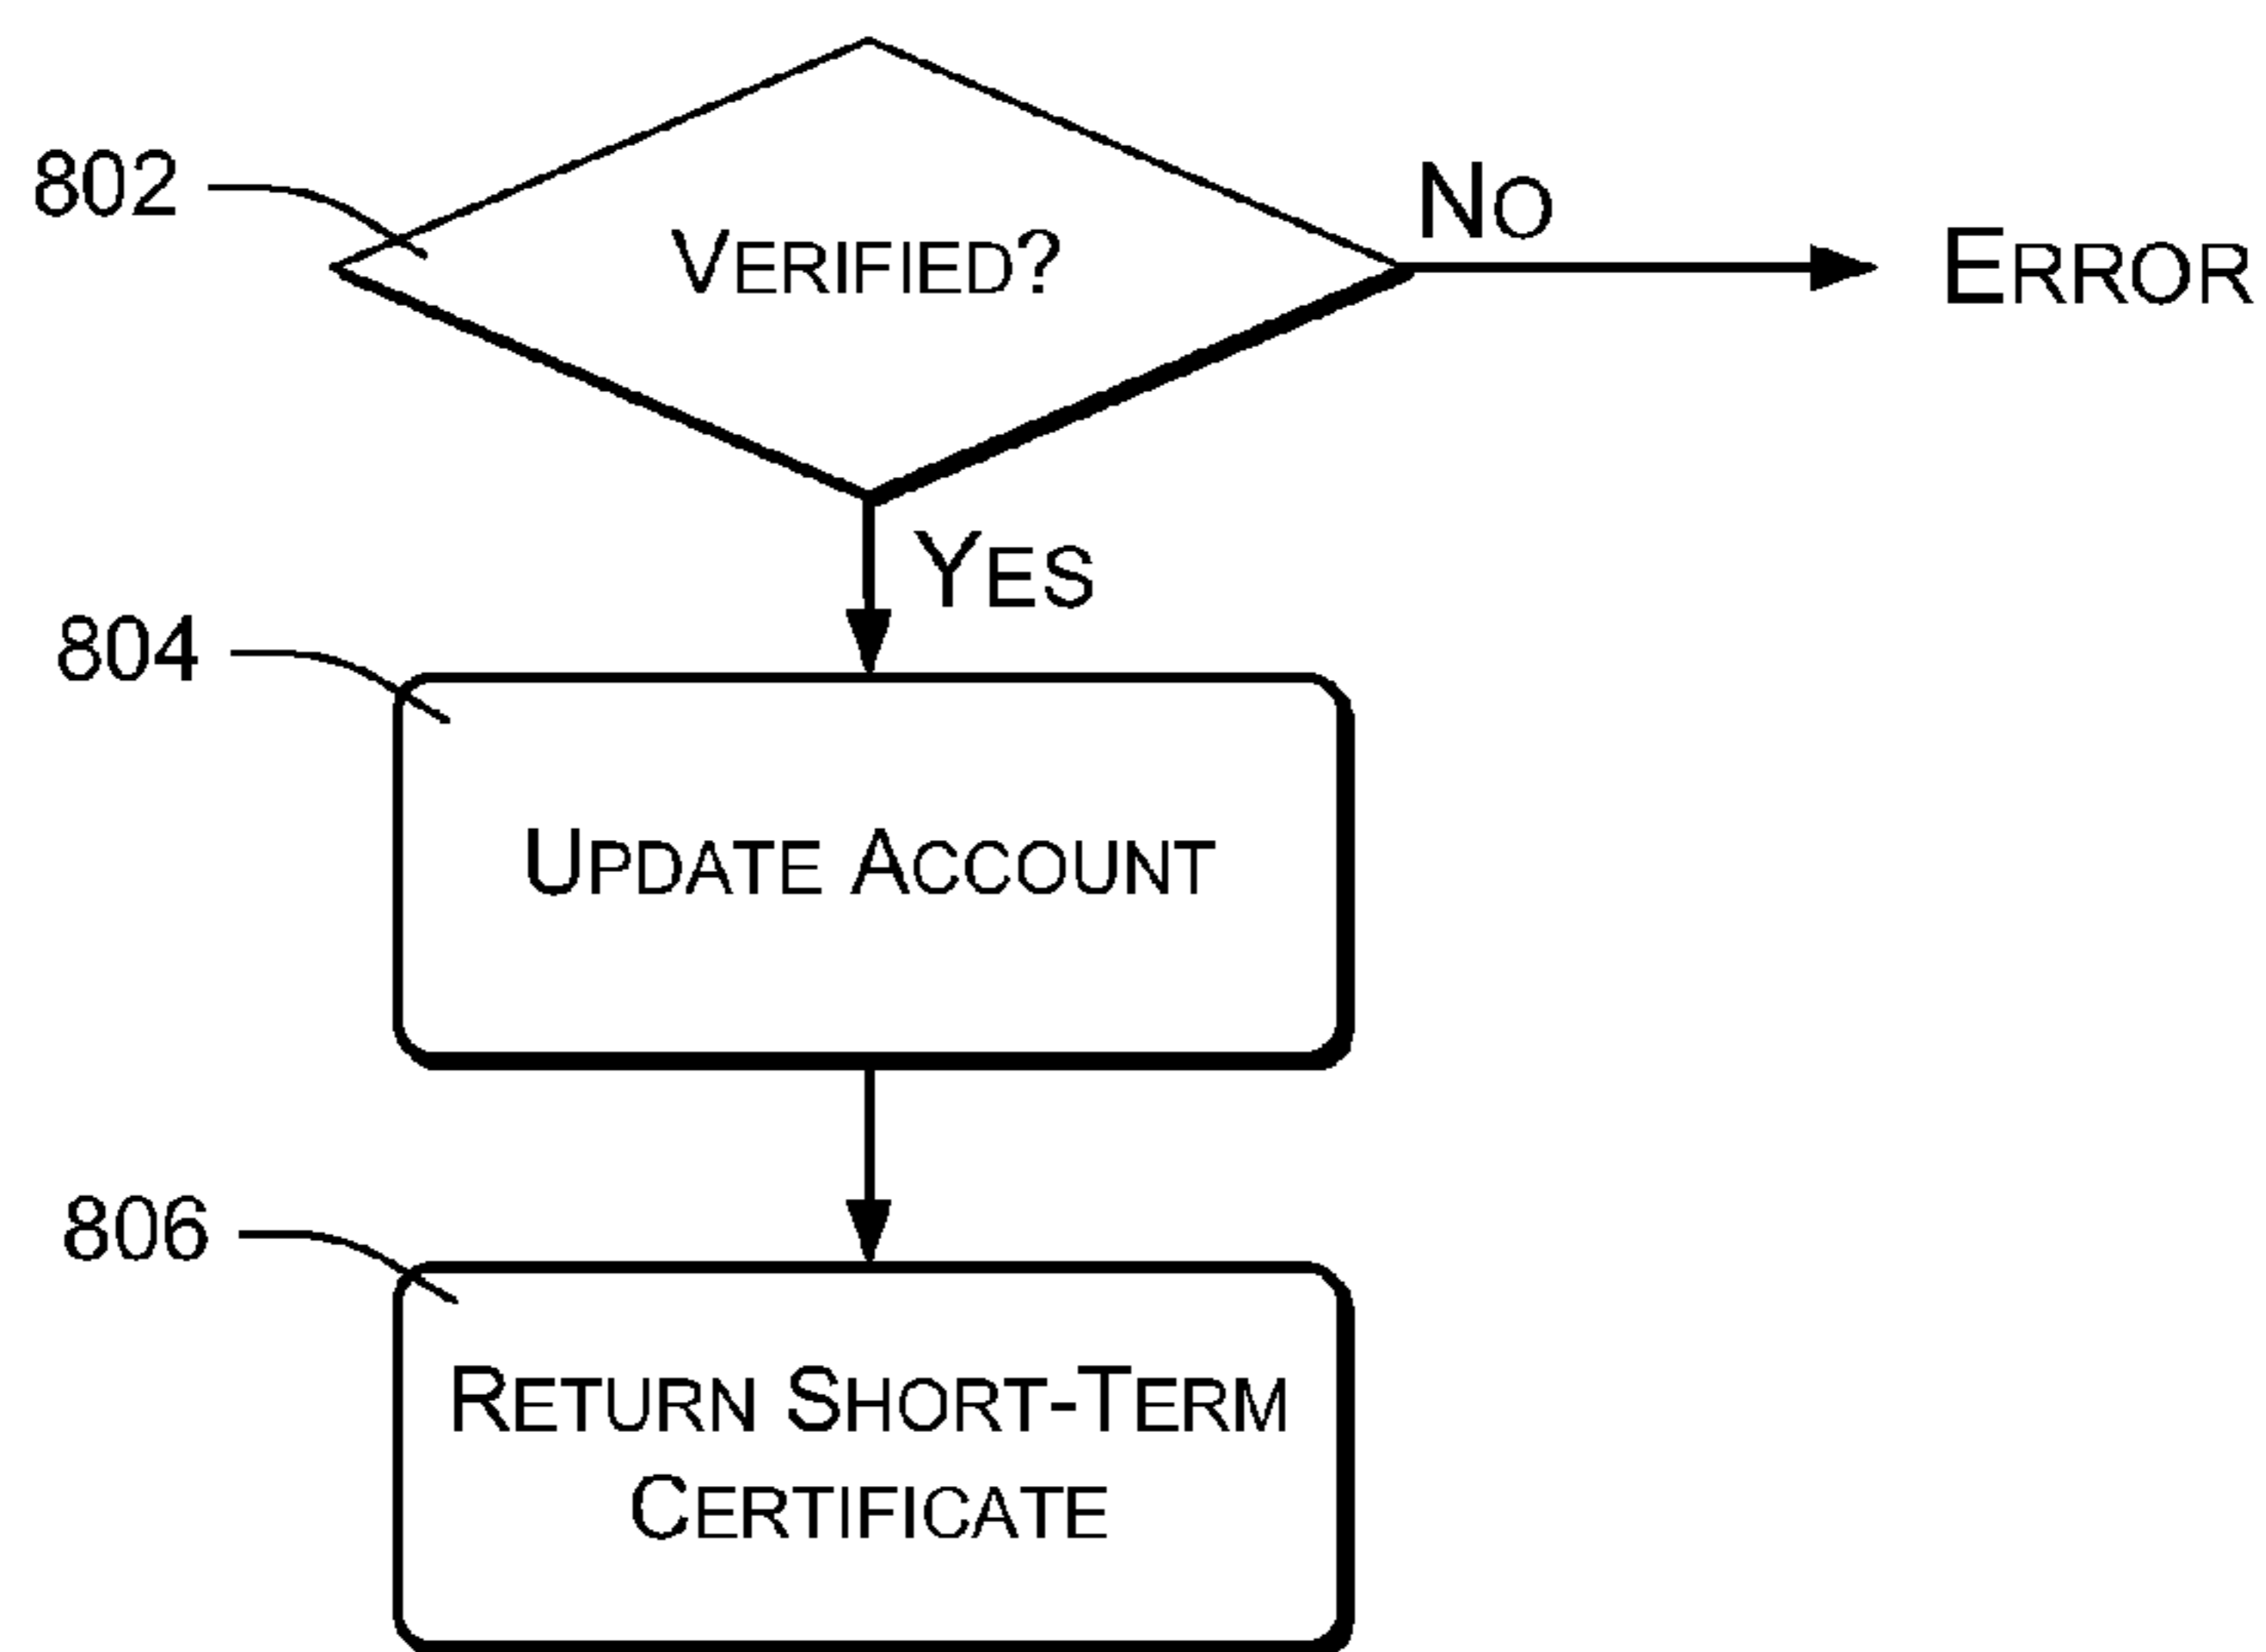 802
VERIFIED?
NO
ERROR
YES
804
UPDATE ACCOUNT
806
RETURN SHORT-TERM
CERTIFICATE